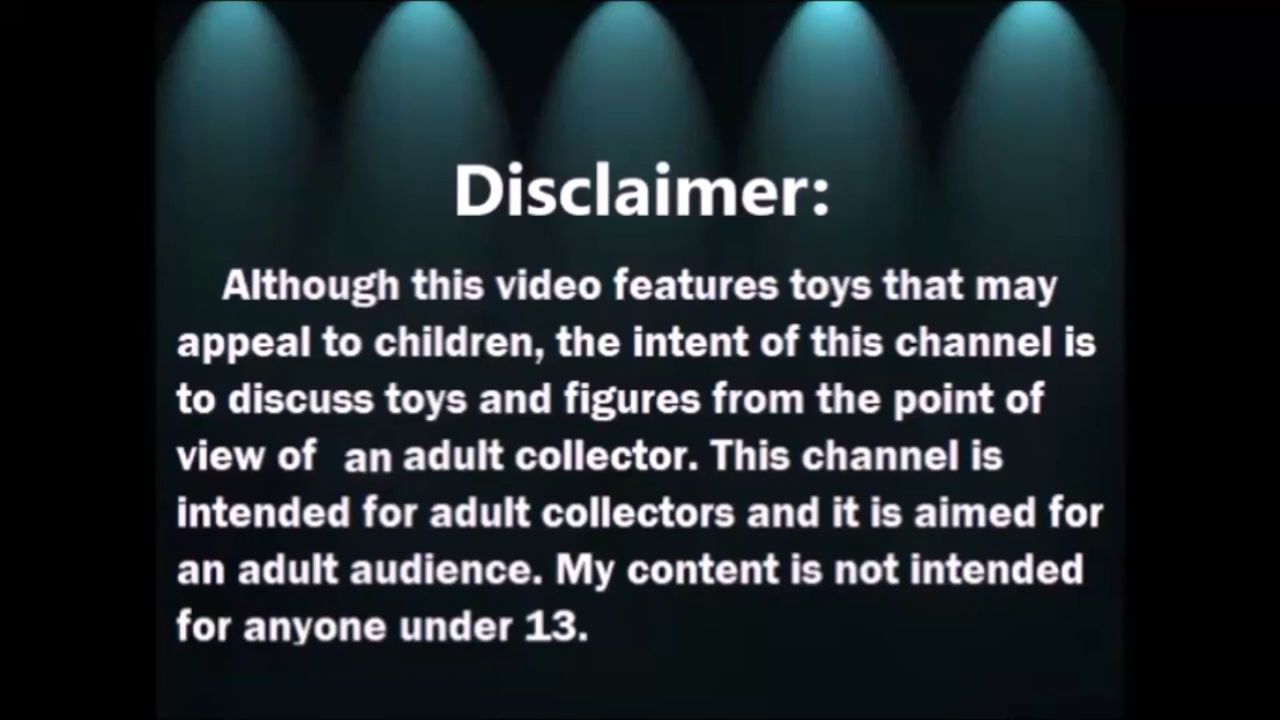 Disclaimer:
Although this video features toys that may
appeal to children, the intent of this channel is
to discuss toys and figures from the point of
view of an adult collector. This channel is
intended for adult collectors and it is aimed for
an adult audience. My content is not intended
for anyone under 13.